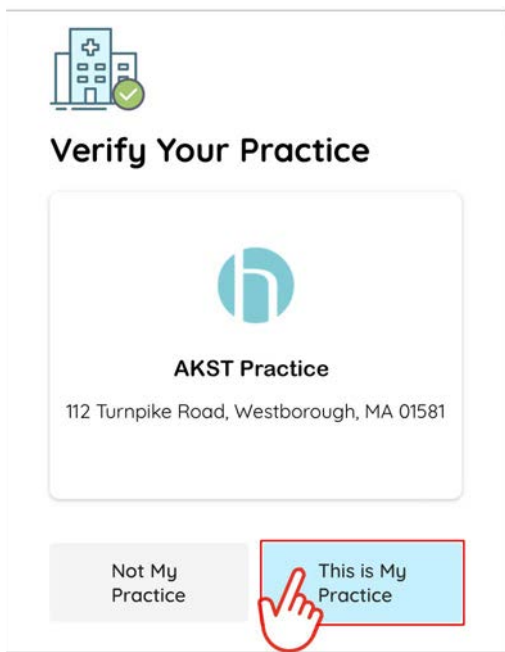 Verify Your Practice
AKST Practice
112 Turnpike Road, Westborough, MA 01581
Not My
Practice
This is My
Practice